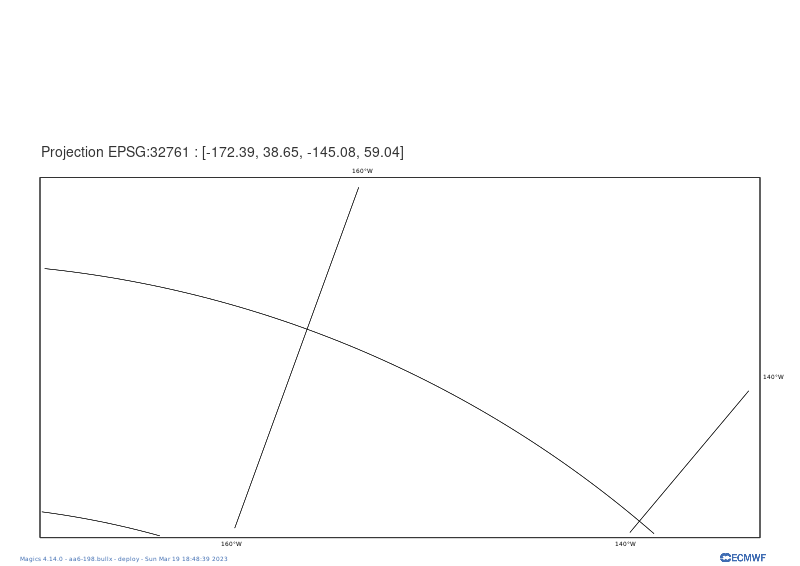 Projection EPSG:32761 : [-172.39, 38.65, -145.08, 59.04]
160°W
140°W
160°W
140°W
Magics 4.14.0 - aa6-198.bullx - deploy - Sun Mar 19 18:48:39 2023
ECMWF